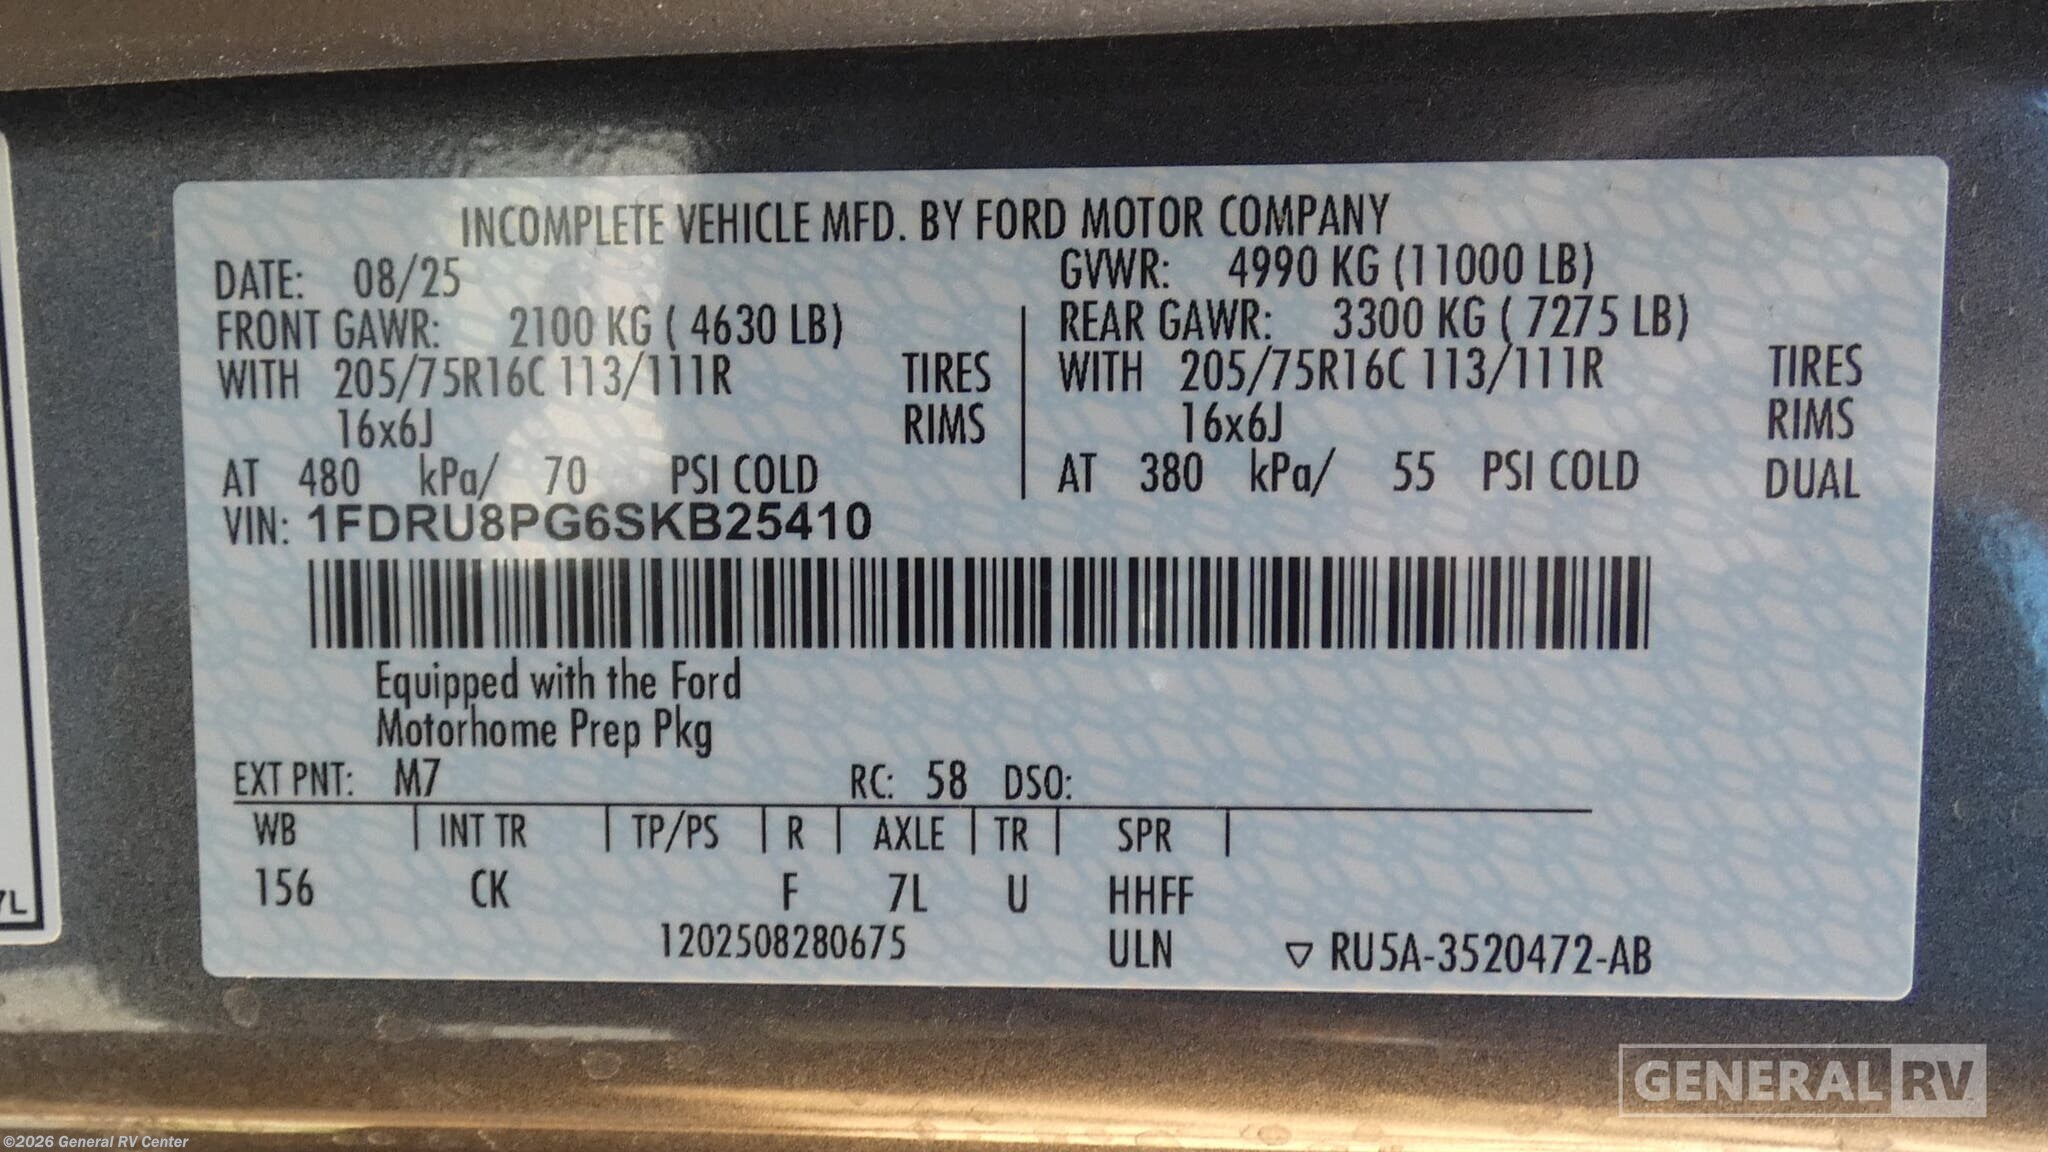 INCOMPLETE VEHICLE MFD. BY FORD MOTOR COMPANY
DATE: 08/25 GVWR: 4990 KG (11000 LB)
FRONT GAWR: 2100 KG ( 4630 LB) REAR GAWR: 3300 KG ( 7275 LB)
WITH 205/75R16C 113/111R TIRES WITH 205/75R16C 113/111R TIRES
16x6J RIMS 16x6J RIMS
AT 480 kPa/ 70 PSI COLD AT 380 kPa/ 55 PSI COLD DUAL
VIN: 1FDRU8PG6SKB25410
Equipped with the Ford
Motorhome Prep Pkg
EXT PNT: M7 RC: 58 DSO:
WB INT TR TP/PS R AXLE TR SPR
156 CK F 7L U HHFF
1202508280675 ULN ▽ RU5A-3520472-AB
7L
GENERAL RV
©2026 General RV Center